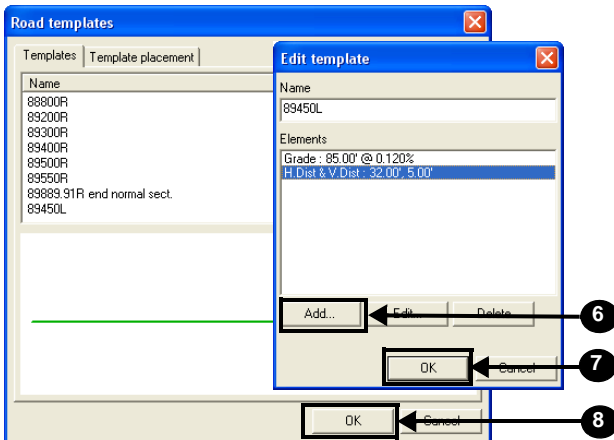 Road templates
Templates
Template placement
Name
88800R
89200R
89300R
89400R
89500R
89550R
89889.91R end normal sect.
89450L
Edit template
Name
89450L
Elements
Grade : 85.00' @ 0.120%
H.Dist & V.Dist : 32.00', 5.00'
Add...
Edit...
Delete
6
OK
Cancel
7
OK
Cancel
8